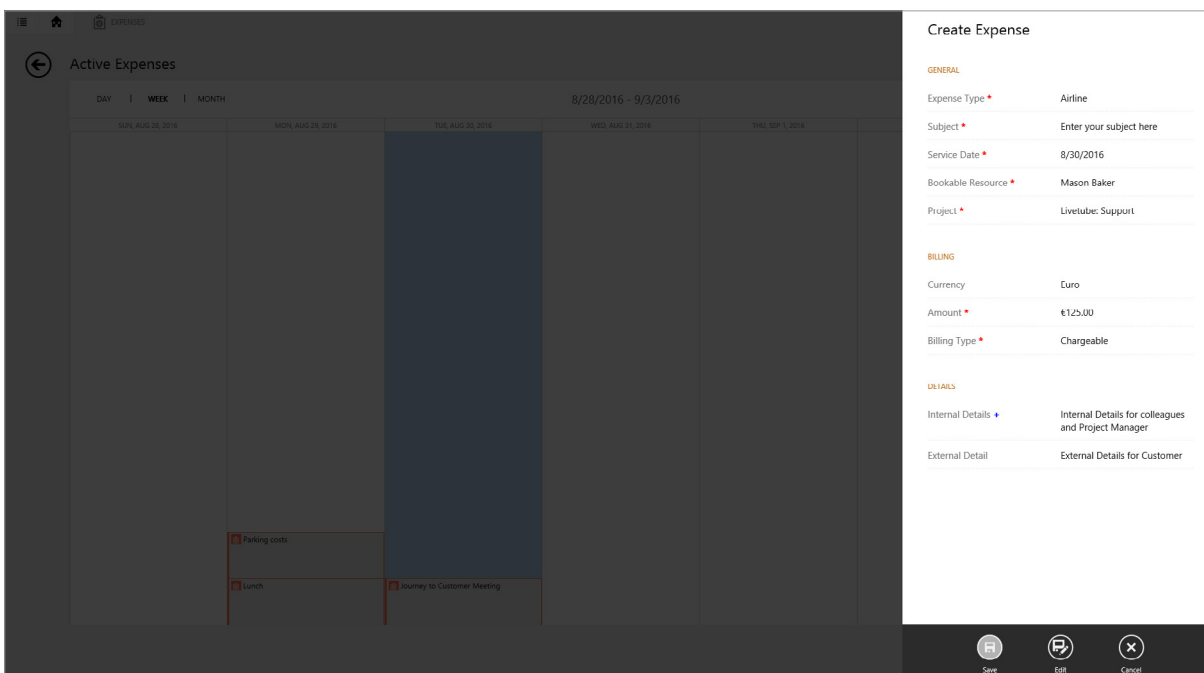 EXPENSES
Active Expenses
DAY | WEEK | MONTH
8/28/2016 - 9/3/2016
SUN, AUG 28, 2016
MON, AUG 29, 2016
TUE, AUG 30, 2016
WED, AUG 31, 2016
THU, SEP 1, 2016
Parking costs
Lunch
Journey to Customer Meeting
Create Expense
GENERAL
Expense Type * Airline
Subject * Enter your subject here
Service Date * 8/30/2016
Bookable Resource * Mason Baker
Project * Livetube: Support
BILLING
Currency Euro
Amount * €125.00
Billing Type * Chargeable
DETAILS
Internal Details + Internal Details for colleagues
and Project Manager
External Detail External Details for Customer
Save Edit Cancel